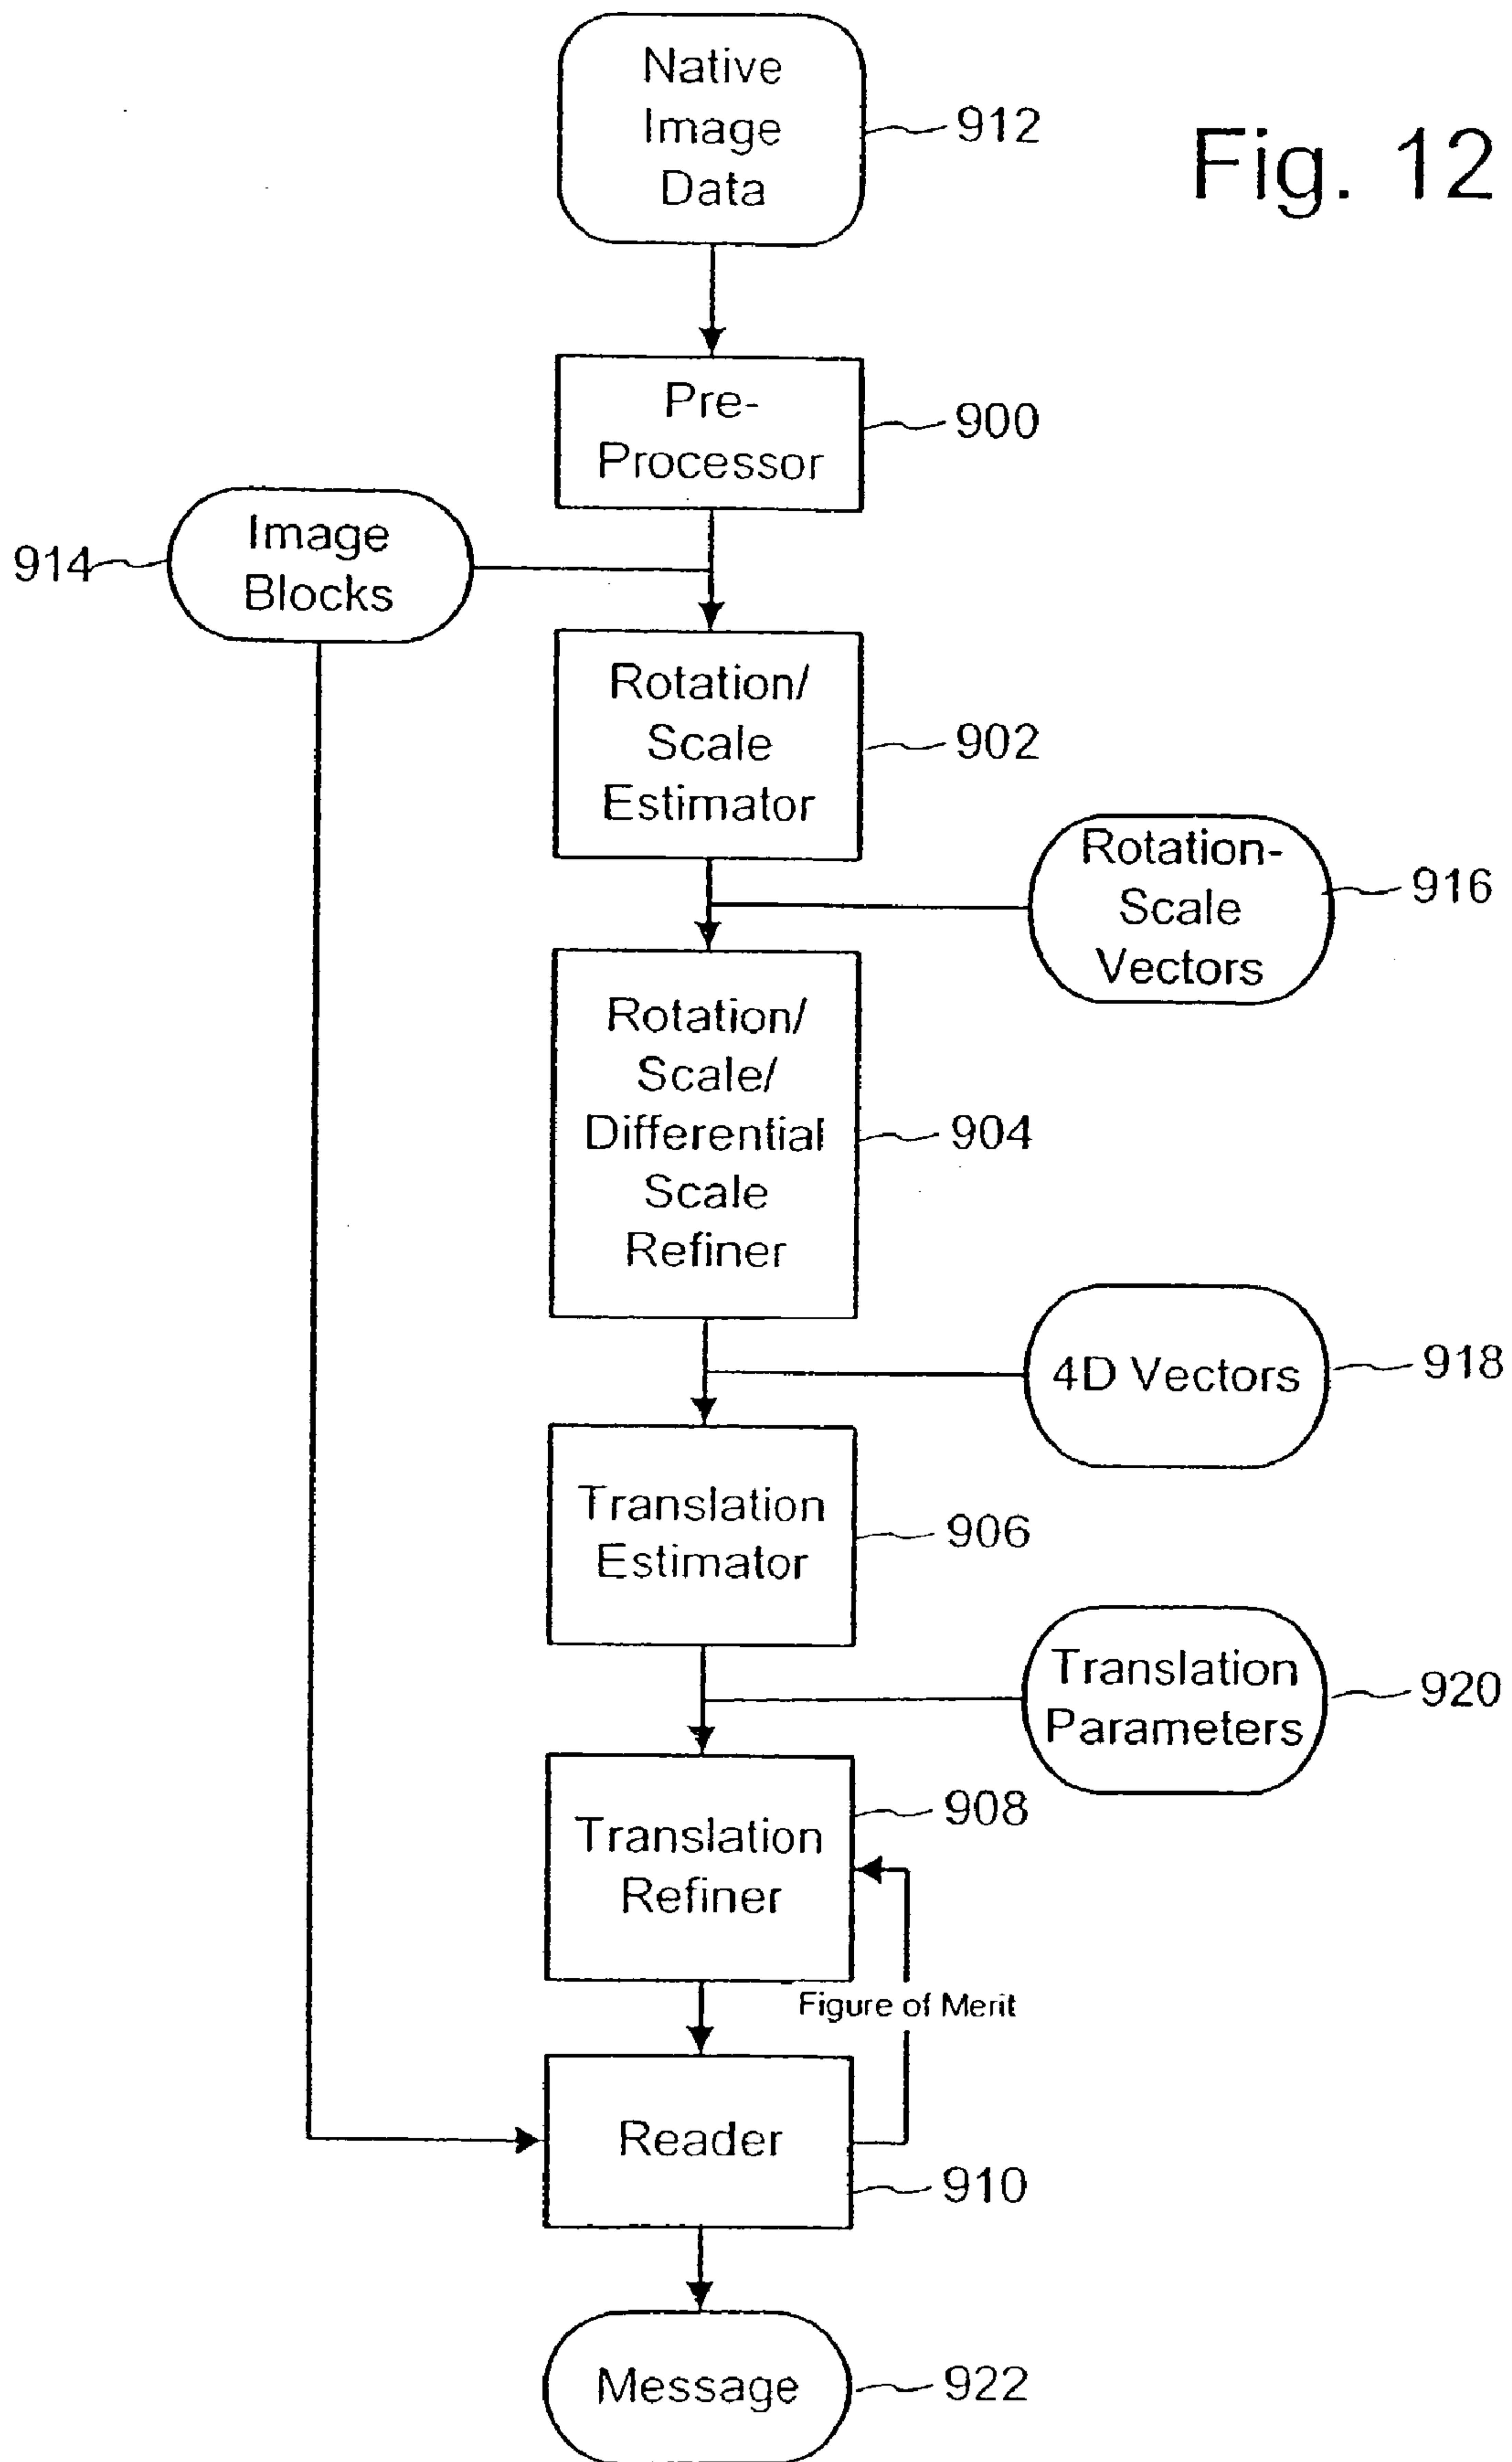 Native
Image
Data
912
Fig. 12
Pre-
Processor
900
Image
Blocks
914
Rotation/
Scale
Estimator
902
Rotation-
Scale
Vectors
916
Rotation/
Scale/
Differential
Scale
Refiner
904
4D Vectors
918
Translation
Estimator
906
Translation
Parameters
920
Translation
Refiner
908
Figure of Merit
Reader
910
Message
922